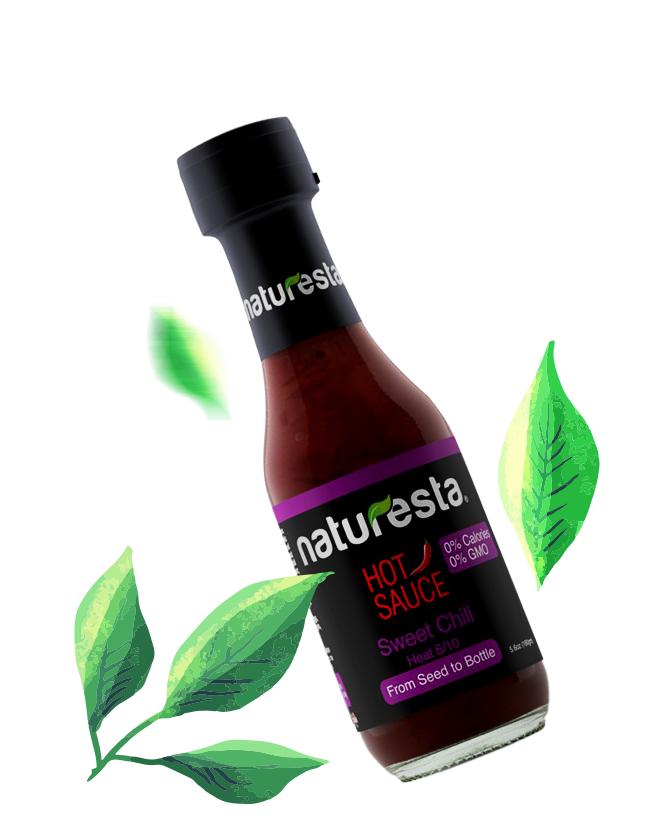 naturesta
naturesta®
0% Calories
0% GMO
HOT
SAUCE
Sweet Chili
Heat 5/10
From Seed to Bottle